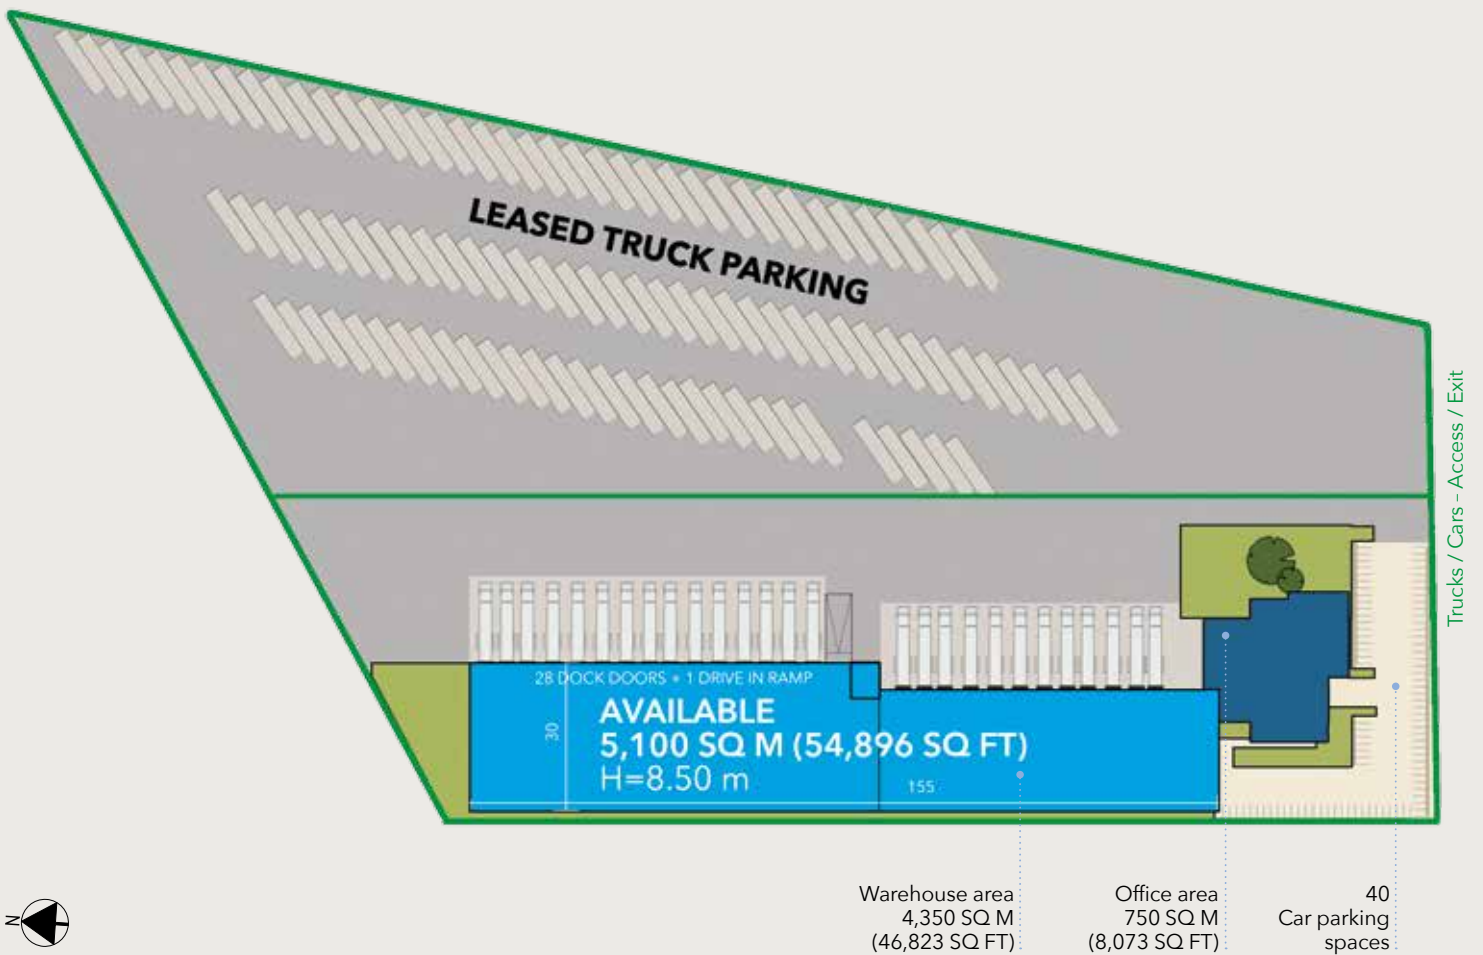 LEASED TRUCK PARKING
Trucks / Cars - Access / Exit
28 DOCK DOORS + 1 DRIVE IN RAMP
AVAILABLE
5,100 SQ M (54,896 SQ FT)
H=8.50 m
30
155
Warehouse area
4,350 SQ M
(46,823 SQ FT)
Office area
750 SQ M
(8,073 SQ FT)
40
Car parking
spaces
N